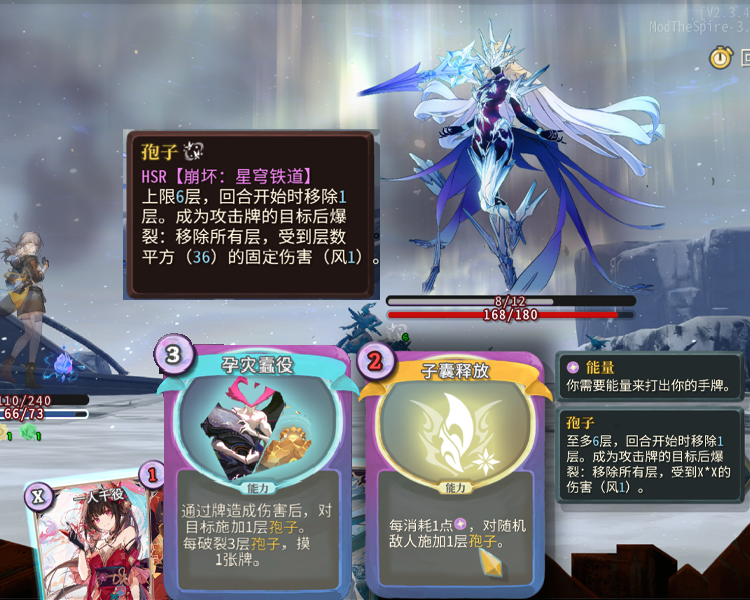 (V2.3.4
ModTheSpire 3.
孢子
HSR【崩坏：星穹铁道】
上限6层，回合开始时移除1
层。成为攻击牌的目标后爆
裂：移除所有层，受到层数
平方（36）的固定伤害（风1）。
8/12
168/180
6
110/240
66/73
1
1
3
孕灾蠹役
能力
通过牌造成伤害后，对
目标施加1层孢子。
每破裂3层孢子，摸
1张牌。
2
子囊释放
能力
每消耗1点，对随机
敌人施加1层孢子。
能量
你需要能量来打出你的手牌。
孢子
至多6层，回合开始时移除1
层。成为攻击牌的目标后爆
裂：移除所有层，受到X*X的
伤害（风1）。
X
一人千役
1
回